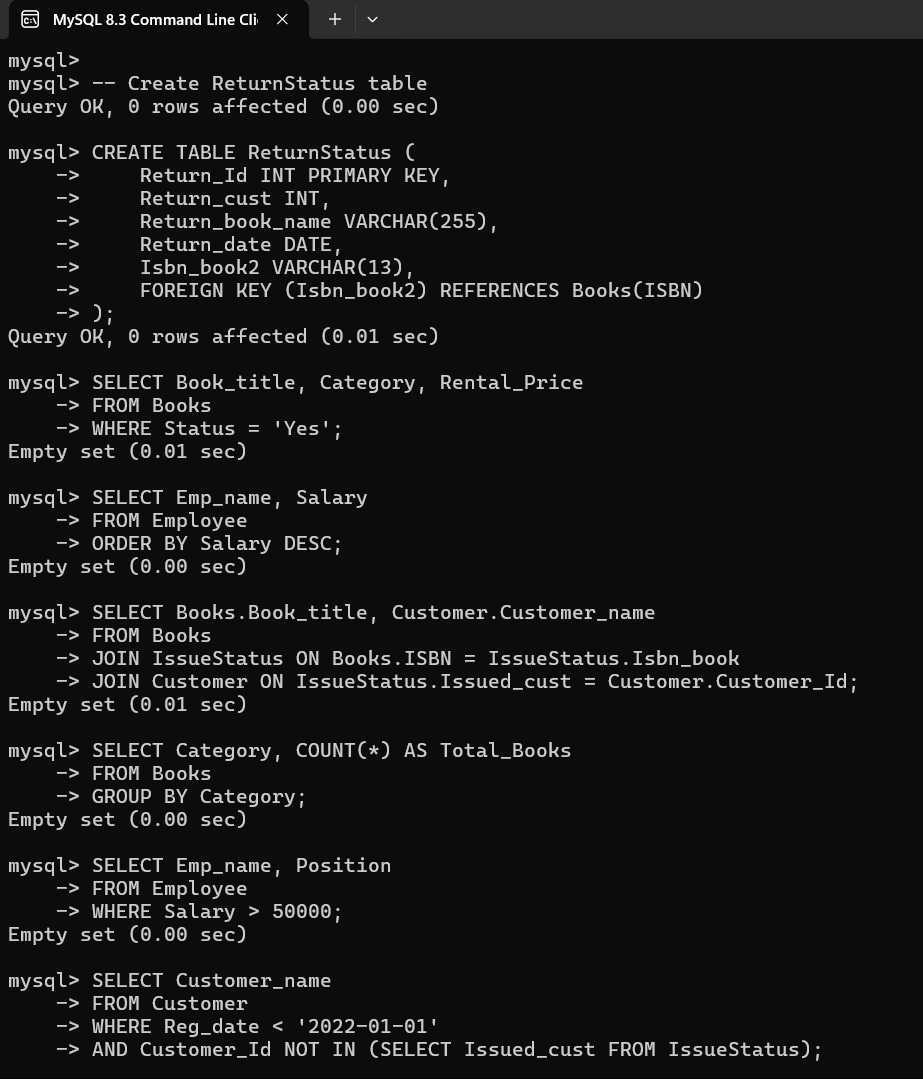 MySQL 8.3 Command Line Cli
mysql>
mysql> -- Create ReturnStatus table
Query OK, 0 rows affected (0.00 sec)
mysql> CREATE TABLE ReturnStatus (
    ->     Return_Id INT PRIMARY KEY,
    ->     Return_cust INT,
    ->     Return_book_name VARCHAR(255),
    ->     Return_date DATE,
    ->     Isbn_book2 VARCHAR(13),
    ->     FOREIGN KEY (Isbn_book2) REFERENCES Books(ISBN)
    -> );
Query OK, 0 rows affected (0.01 sec)
mysql> SELECT Book_title, Category, Rental_Price
    -> FROM Books
    -> WHERE Status = 'Yes';
Empty set (0.01 sec)
mysql> SELECT Emp_name, Salary
    -> FROM Employee
    -> ORDER BY Salary DESC;
Empty set (0.00 sec)
mysql> SELECT Books.Book_title, Customer.Customer_name
    -> FROM Books
    -> JOIN IssueStatus ON Books.ISBN = IssueStatus.Isbn_book
    -> JOIN Customer ON IssueStatus.Issued_cust = Customer.Customer_Id;
Empty set (0.01 sec)
mysql> SELECT Category, COUNT(*) AS Total_Books
    -> FROM Books
    -> GROUP BY Category;
Empty set (0.00 sec)
mysql> SELECT Emp_name, Position
    -> FROM Employee
    -> WHERE Salary > 50000;
Empty set (0.00 sec)
mysql> SELECT Customer_name
    -> FROM Customer
    -> WHERE Reg_date < '2022-01-01'
    -> AND Customer_Id NOT IN (SELECT Issued_cust FROM IssueStatus);